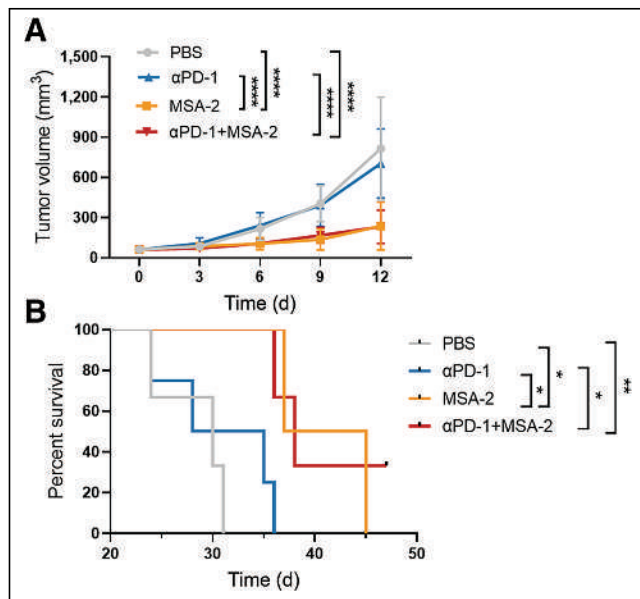 A
1,500
1,200
900
600
300
0
Tumor volume (mm³)
PBS
αPD-1
MSA-2
αPD-1+MSA-2
****
****
****
****
0 3 6 9 12
Time (d)
B
100
80
60
40
20
0
Percent survival
20 30 40 50
Time (d)
PBS
αPD-1
MSA-2
αPD-1+MSA-2
*
*
*
**